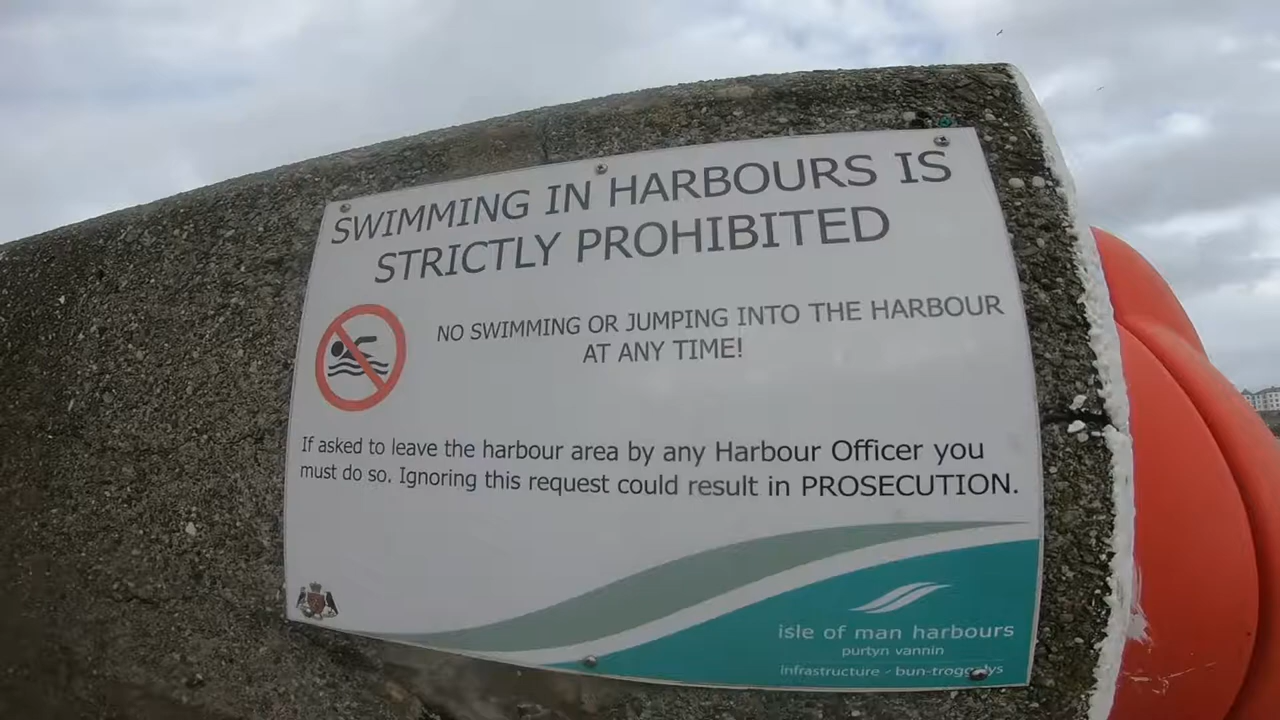 SWIMMING IN HARBOURS IS
STRICTLY PROHIBITED
NO SWIMMING OR JUMPING INTO THE HARBOUR
AT ANY TIME!
If asked to leave the harbour area by any Harbour Officer you
must do so. Ignoring this request could result in PROSECUTION.
isle of man harbours
purtyn vannin
infrastructure -